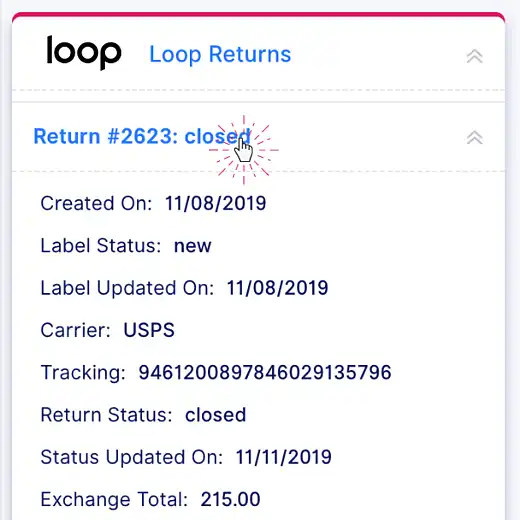 loop Loop Returns
Return #2623: closed
Created On: 11/08/2019
Label Status: new
Label Updated On: 11/08/2019
Carrier: USPS
Tracking: 9461200897846029135796
Return Status: closed
Status Updated On: 11/11/2019
Exchange Total: 215.00